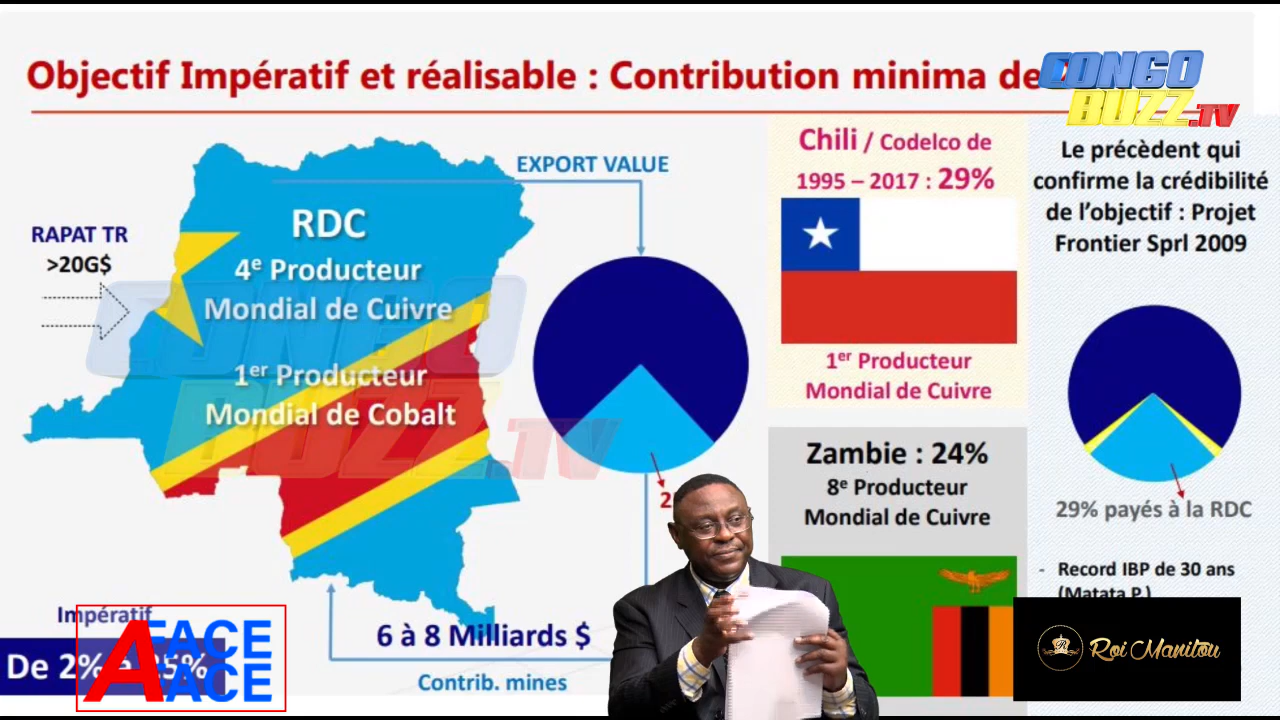 Objectif Impératif et réalisable : Contribution minima de
CONGO
BUZZ.TV
EXPORT VALUE
RAPAT TR
>20G$
RDC
4e Producteur
Mondial de Cuivre
1er Producteur
Mondial de Cobalt
CONGO
BUZZ.TV
Chili / Codelco de
1995 – 2017 : 29%
1er Producteur
Mondial de Cuivre
Zambie : 24%
8e Producteur
Mondial de Cuivre
Le précèdent qui
confirme la crédibilité
de l'objectif : Projet
Frontier Sprl 2009
29% payés à la RDC
- Record IBP de 30 ans
(Matata P.)
Impératif
De 2% à 25%
FACE
A
FACE
6 à 8 Milliards $
Contrib. mines
Roi Manitou